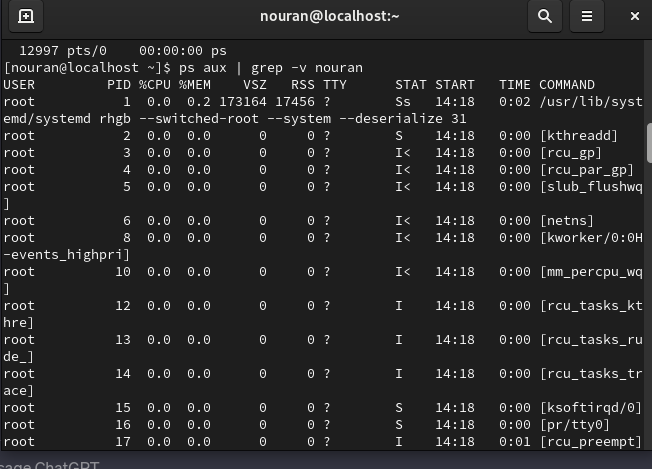 nouran@localhost:~
12997 pts/0    00:00:00 ps
[nouran@localhost ~]$ ps aux | grep -v nouran
USER         PID %CPU %MEM    VSZ   RSS TTY      STAT START   TIME COMMAND
root           1  0.0  0.2 173164 17456 ?        Ss   14:18   0:02 /usr/lib/syst
emd/systemd rhgb --switched-root --system --deserialize 31
root           2  0.0  0.0      0     0 ?        S    14:18   0:00 [kthreadd]
root           3  0.0  0.0      0     0 ?        I<   14:18   0:00 [rcu_gp]
root           4  0.0  0.0      0     0 ?        I<   14:18   0:00 [rcu_par_gp]
root           5  0.0  0.0      0     0 ?        I<   14:18   0:00 [slub_flushwq
]
root           6  0.0  0.0      0     0 ?        I<   14:18   0:00 [netns]
root           8  0.0  0.0      0     0 ?        I<   14:18   0:00 [kworker/0:0H
-events_highpri]
root          10  0.0  0.0      0     0 ?        I<   14:18   0:00 [mm_percpu_wq
]
root          12  0.0  0.0      0     0 ?        I    14:18   0:00 [rcu_tasks_kt
hre]
root          13  0.0  0.0      0     0 ?        I    14:18   0:00 [rcu_tasks_ru
de_]
root          14  0.0  0.0      0     0 ?        I    14:18   0:00 [rcu_tasks_tr
ace]
root          15  0.0  0.0      0     0 ?        S    14:18   0:00 [ksoftirqd/0]
root          16  0.0  0.0      0     0 ?        S    14:18   0:00 [pr/tty0]
root          17  0.0  0.0      0     0 ?        I    14:18   0:01 [rcu_preempt]
sage ChatGPT